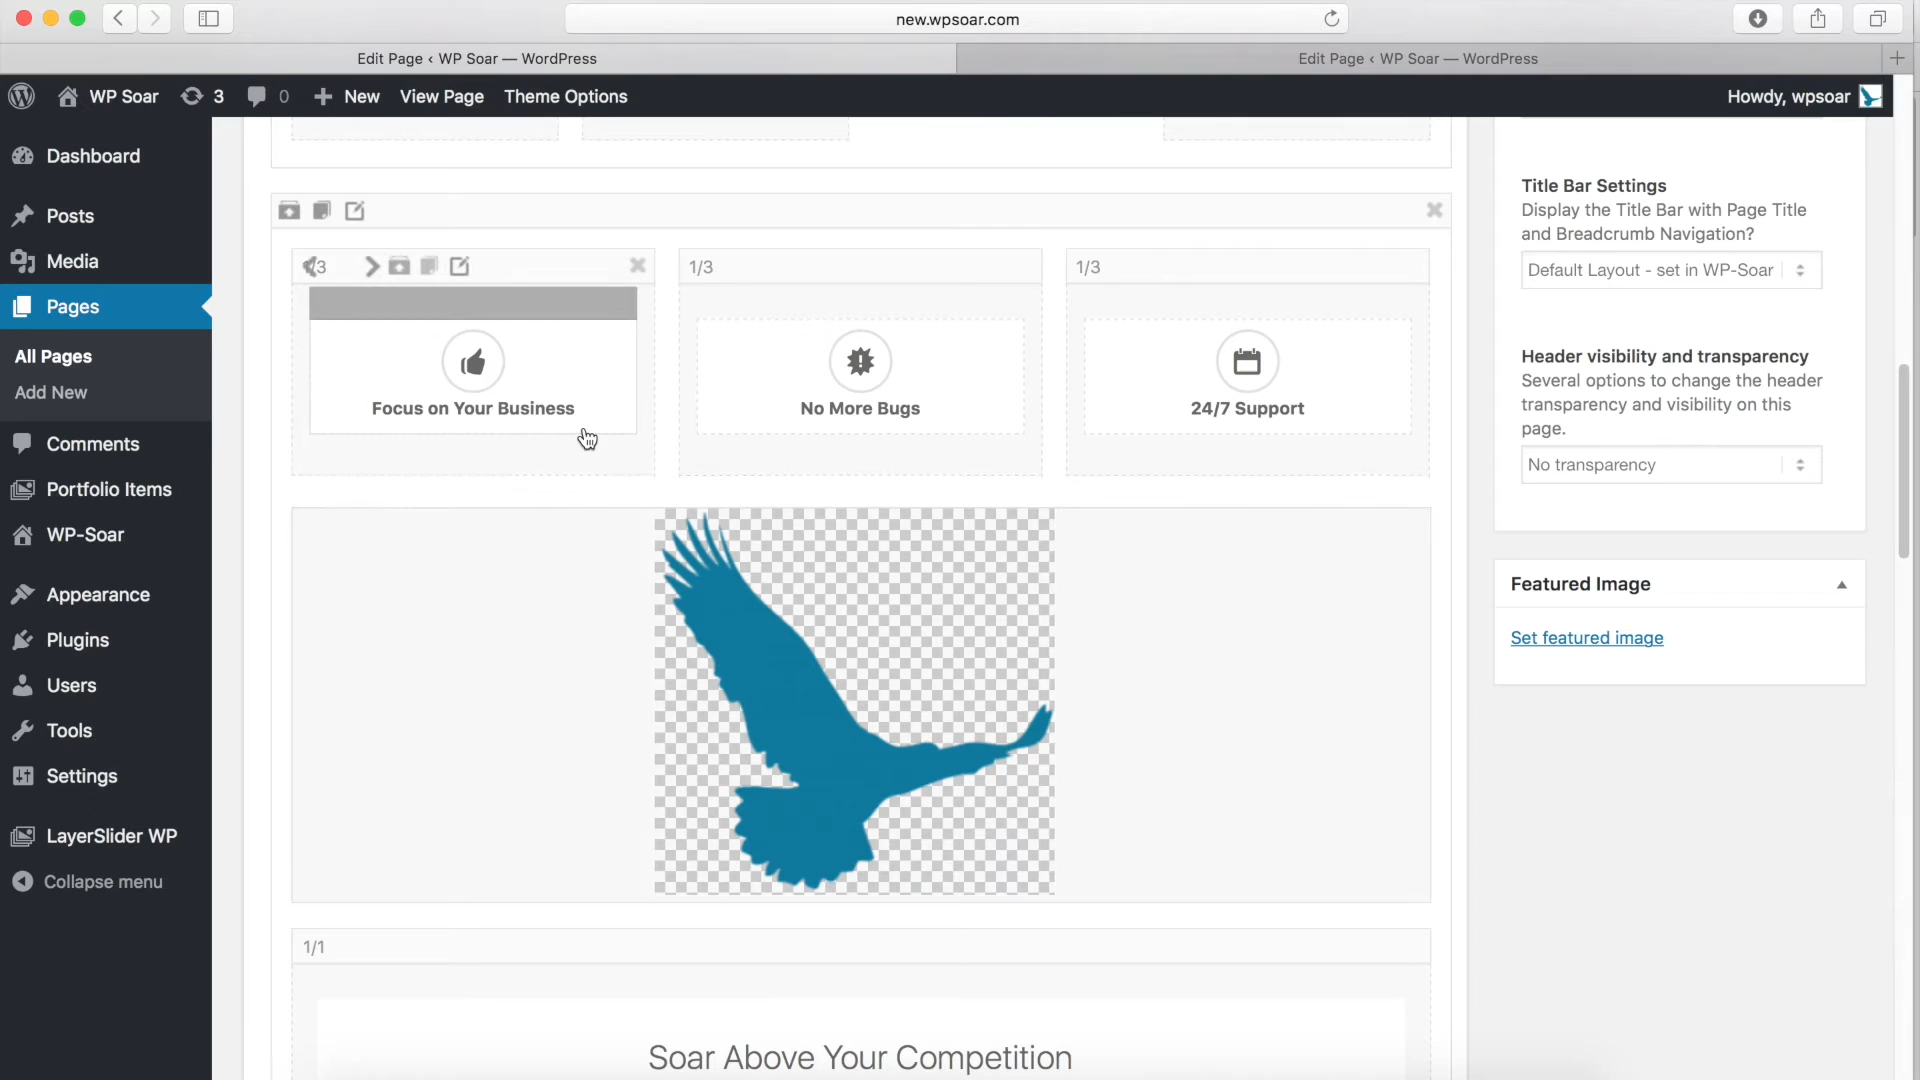 new.wpsoar.com
Edit Page ‹ WP Soar — WordPress
Edit Page ‹ WP Soar — WordPress
WP Soar
3
0
New
View Page
Theme Options
Howdy, wpsoar
Dashboard
Posts
Media
Pages
All Pages
Add New
Comments
Portfolio Items
WP-Soar
Appearance
Plugins
Users
Tools
Settings
LayerSlider WP
Collapse menu
1/3
1/3
Focus on Your Business
No More Bugs
24/7 Support
1/1
Soar Above Your Competition
Title Bar Settings
Display the Title Bar with Page Title
and Breadcrumb Navigation?
Default Layout - set in WP-Soar
Header visibility and transparency
Several options to change the header
transparency and visibility on this
page.
No transparency
Featured Image
Set featured image